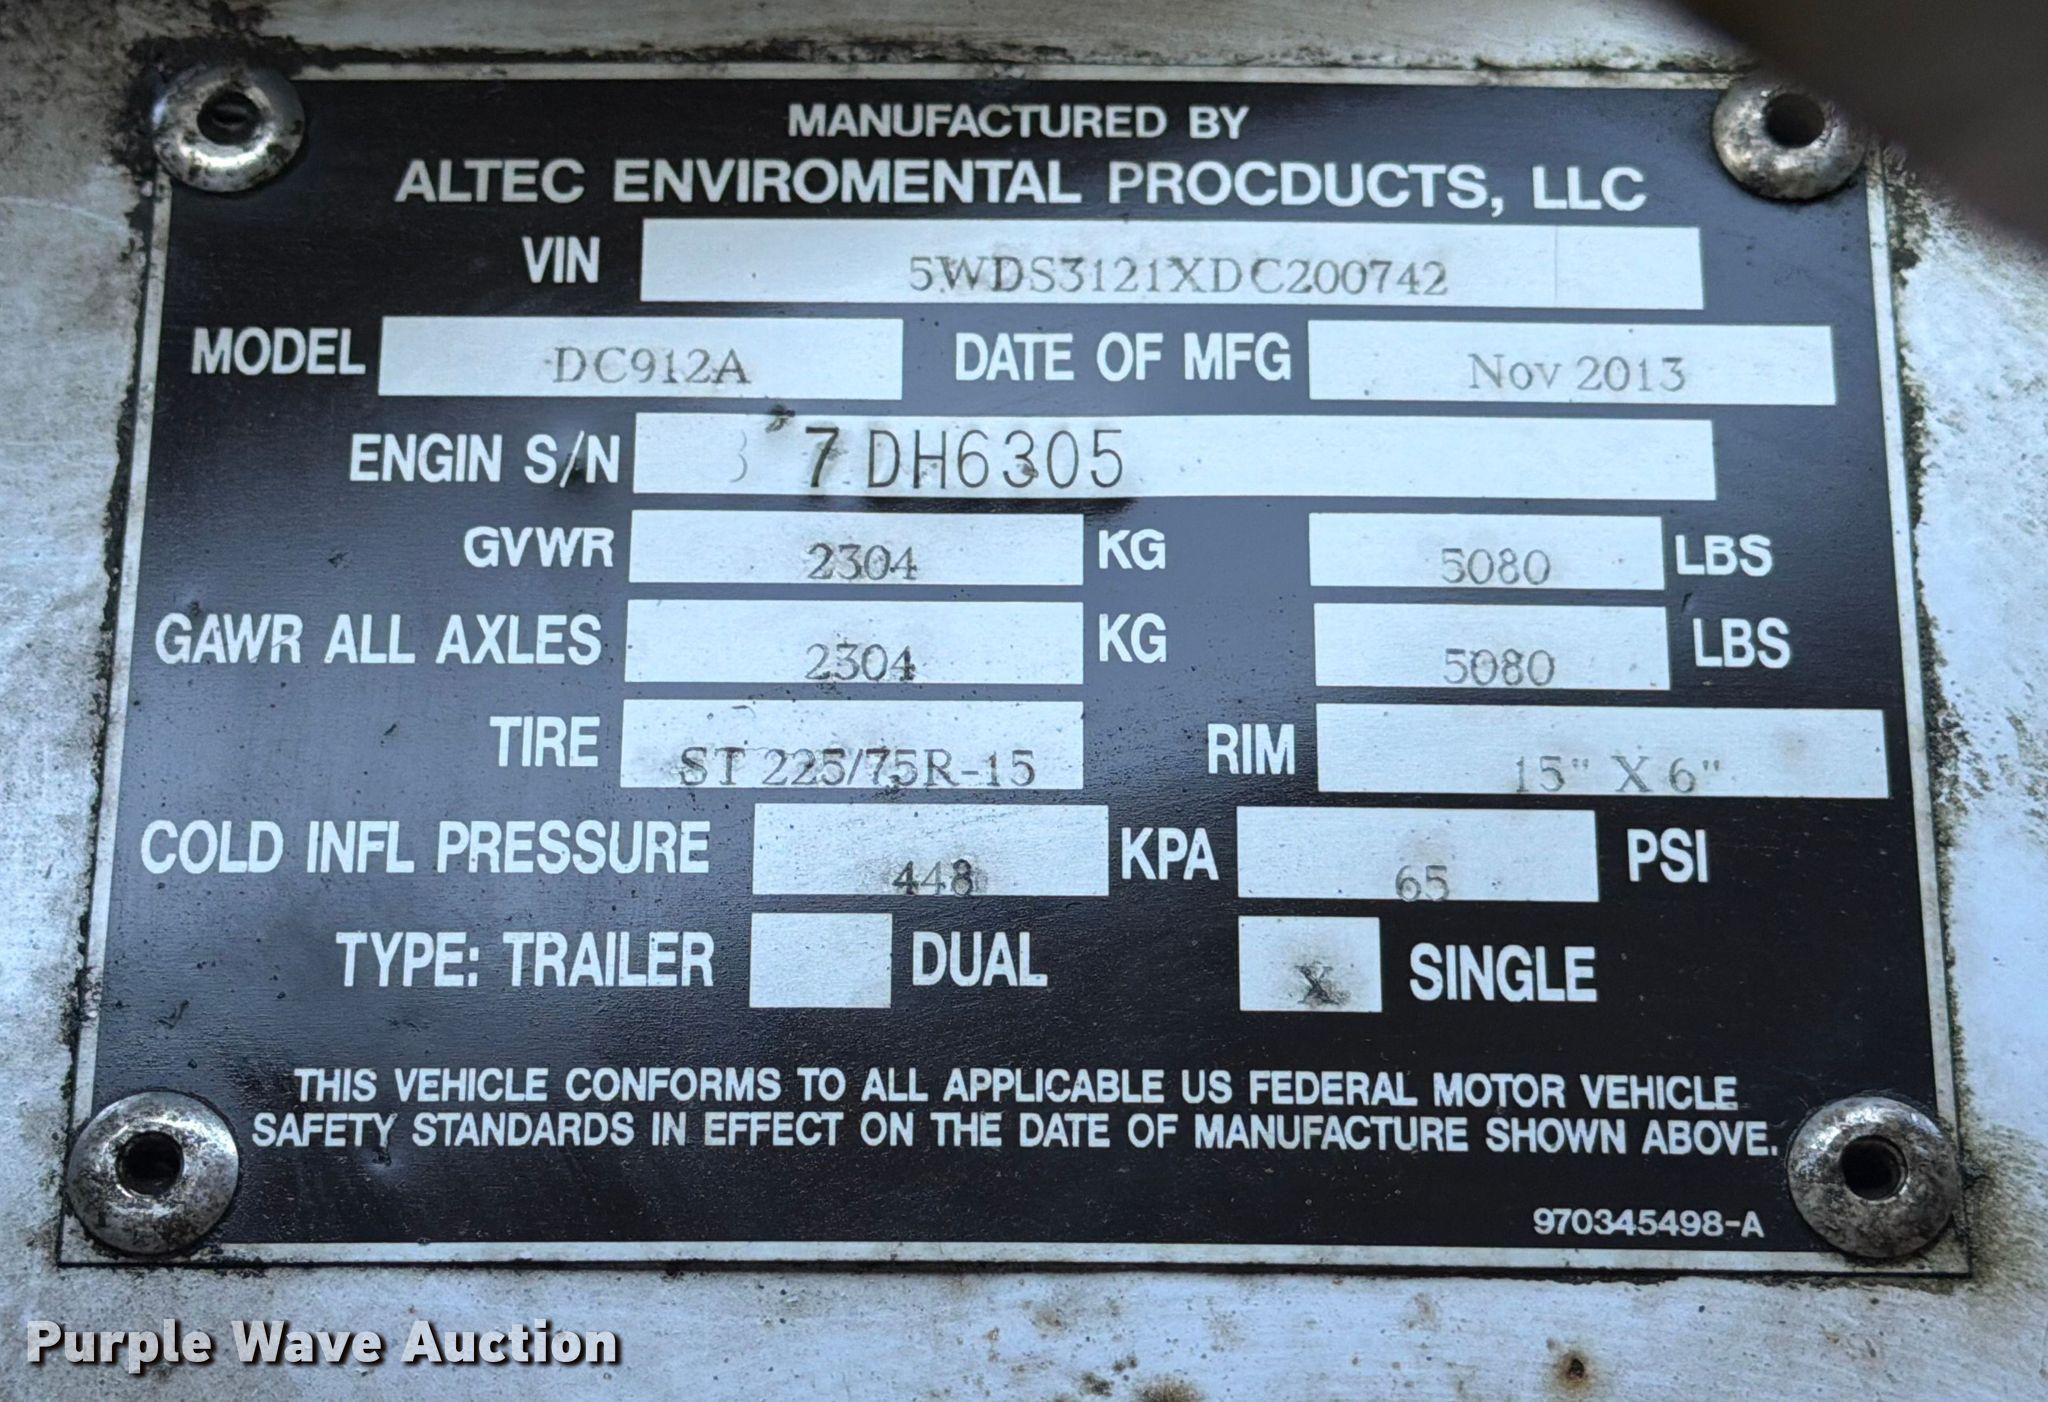 MANUFACTURED BY
ALTEC ENVIROMENTAL PROCDUCTS, LLC
VIN 5WDS3121XDC200742
MODEL DC912A DATE OF MFG Nov 2013
ENGIN S/N 7DH6305
GVWR 2304 KG 5080 LBS
GAWR ALL AXLES 2304 KG 5080 LBS
TIRE ST 225/75R-15 RIM 15" X 6"
COLD INFL PRESSURE 448 KPA 65 PSI
TYPE: TRAILER DUAL X SINGLE
THIS VEHICLE CONFORMS TO ALL APPLICABLE US FEDERAL MOTOR VEHICLE
SAFETY STANDARDS IN EFFECT ON THE DATE OF MANUFACTURE SHOWN ABOVE.
970345498-A
Purple Wave Auction